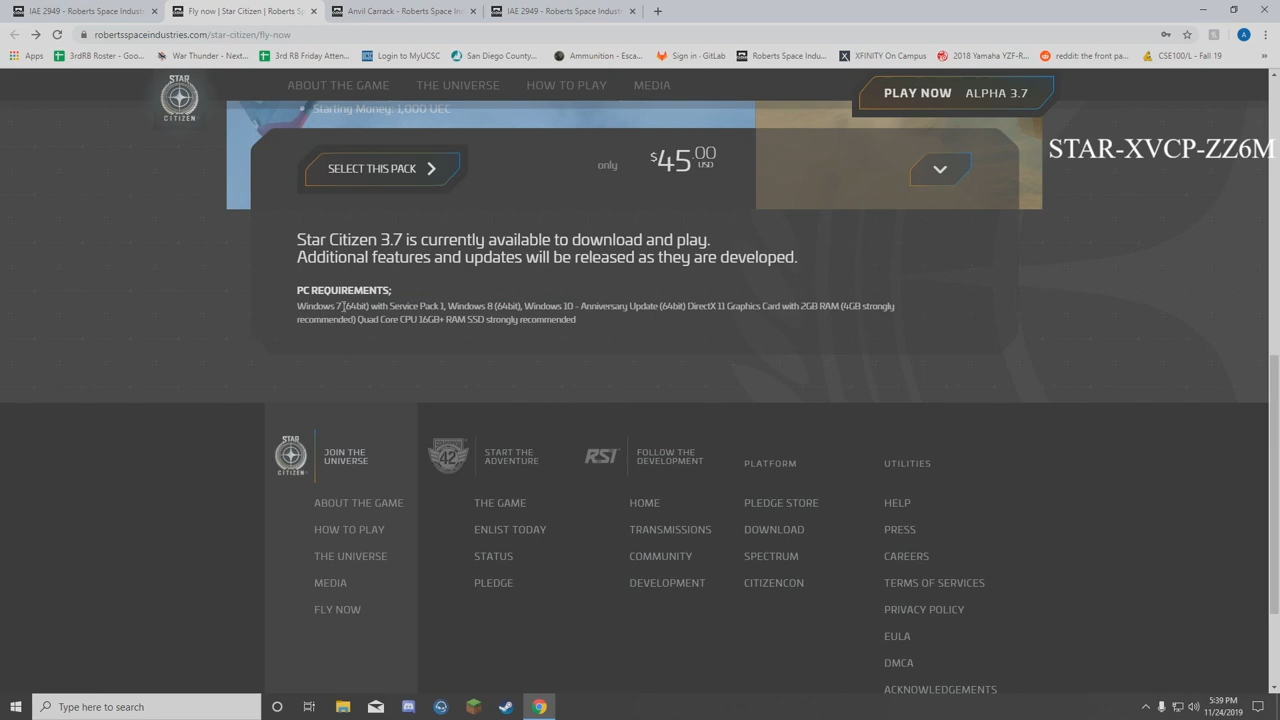 IAE 2949 - Roberts Space Indust
Fly now | Star Citizen | Roberts Sp
Anvil Carrack - Roberts Space Ind
IAE 2949 - Roberts Space Industr
robertsspaceindustries.com/star-citizen/fly-now
Apps
3rdRB Roster - Goo...
War Thunder - Next...
3rd RB Friday Atten...
Login to MyUCSC
San Diego County...
Ammunition - Esca...
Sign in · GitLab
Roberts Space Indu...
XFINITY On Campus
2018 Yamaha YZF-R...
reddit: the front pa...
CSE100/L - Fall 19
STAR CITIZEN
ABOUT THE GAME
THE UNIVERSE
HOW TO PLAY
MEDIA
PLAY NOW ALPHA 3.7
Starting Money: 1,000 UEC
STAR-XVCP-ZZ6M
SELECT THIS PACK
only
$45.00 USD
Star Citizen 3.7 is currently available to download and play.
Additional features and updates will be released as they are developed.
PC REQUIREMENTS;
Windows 7 (64bit) with Service Pack 1, Windows 8 (64bit), Windows 10 - Anniversary Update (64bit) DirectX 11 Graphics Card with 2GB RAM (4GB strongly
recommended) Quad Core CPU 16GB+ RAM SSD strongly recommended
STAR CITIZEN
JOIN THE
UNIVERSE
ABOUT THE GAME
HOW TO PLAY
THE UNIVERSE
MEDIA
FLY NOW
42
START THE
ADVENTURE
THE GAME
ENLIST TODAY
STATUS
PLEDGE
RSI
FOLLOW THE
DEVELOPMENT
HOME
TRANSMISSIONS
COMMUNITY
DEVELOPMENT
PLATFORM
PLEDGE STORE
DOWNLOAD
SPECTRUM
CITIZENCON
UTILITIES
HELP
PRESS
CAREERS
TERMS OF SERVICES
PRIVACY POLICY
EULA
DMCA
ACKNOWLEDGEMENTS
Type here to search
5:39 PM
11/24/2019